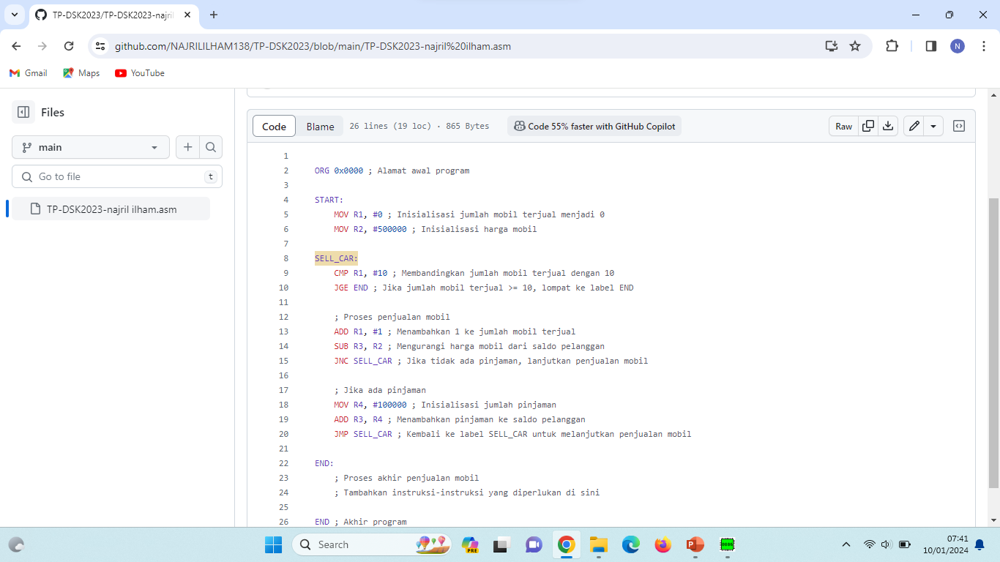 TP-DSK2023/TP-DSK2023-najril
github.com/NAJRILILHAM138/TP-DSK2023/blob/main/TP-DSK2023-najril%20ilham.asm
N
Gmail Maps YouTube
Files
main
Go to file t
TP-DSK2023-najril ilham.asm
Code Blame 26 lines (19 loc) · 865 Bytes Code 55% faster with GitHub Copilot Raw
1
2 ORG 0x0000 ; Alamat awal program
3
4 START:
5 MOV R1, #0 ; Inisialisasi jumlah mobil terjual menjadi 0
6 MOV R2, #500000 ; Inisialisasi harga mobil
7
8 SELL_CAR:
9 CMP R1, #10 ; Membandingkan jumlah mobil terjual dengan 10
10 JGE END ; Jika jumlah mobil terjual >= 10, lompat ke label END
11
12 ; Proses penjualan mobil
13 ADD R1, #1 ; Menambahkan 1 ke jumlah mobil terjual
14 SUB R3, R2 ; Mengurangi harga mobil dari saldo pelanggan
15 JNC SELL_CAR ; Jika tidak ada pinjaman, lanjutkan penjualan mobil
16
17 ; Jika ada pinjaman
18 MOV R4, #100000 ; Inisialisasi jumlah pinjaman
19 ADD R3, R4 ; Menambahkan pinjaman ke saldo pelanggan
20 JMP SELL_CAR ; Kembali ke label SELL_CAR untuk melanjutkan penjualan mobil
21
22 END:
23 ; Proses akhir penjualan mobil
24 ; Tambahkan instruksi-instruksi yang diperlukan di sini
25
26 END ; Akhir program
Search
PRE
P
8086
07:41
10/01/2024